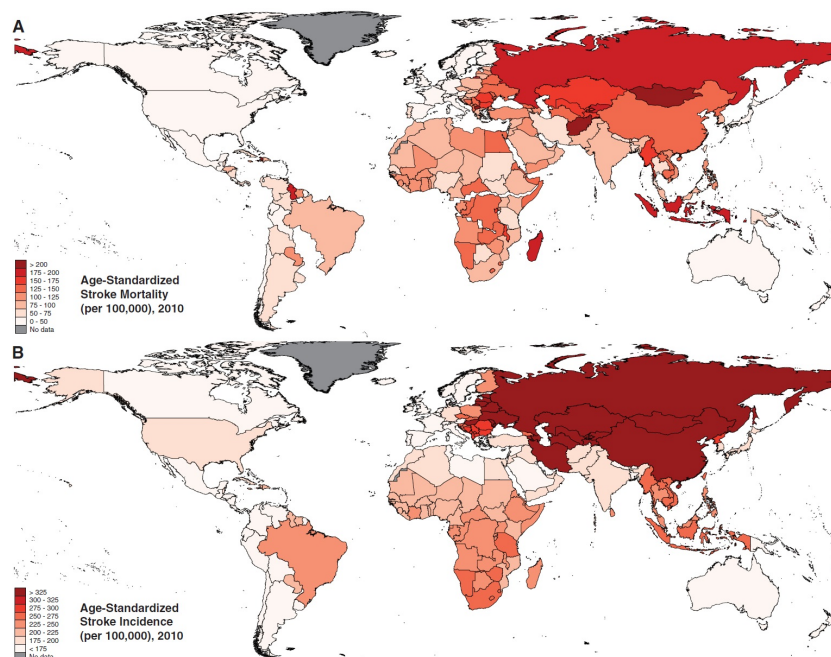 A
> 200
175 - 200
150 - 175
125 - 150
100 - 125
75 - 100
50 - 75
0 - 50
No data
Age-Standardized
Stroke Mortality
(per 100,000), 2010
B
> 325
300 - 325
275 - 300
250 - 275
225 - 250
200 - 225
175 - 200
< 175
No data
Age-Standardized
Stroke Incidence
(per 100,000), 2010